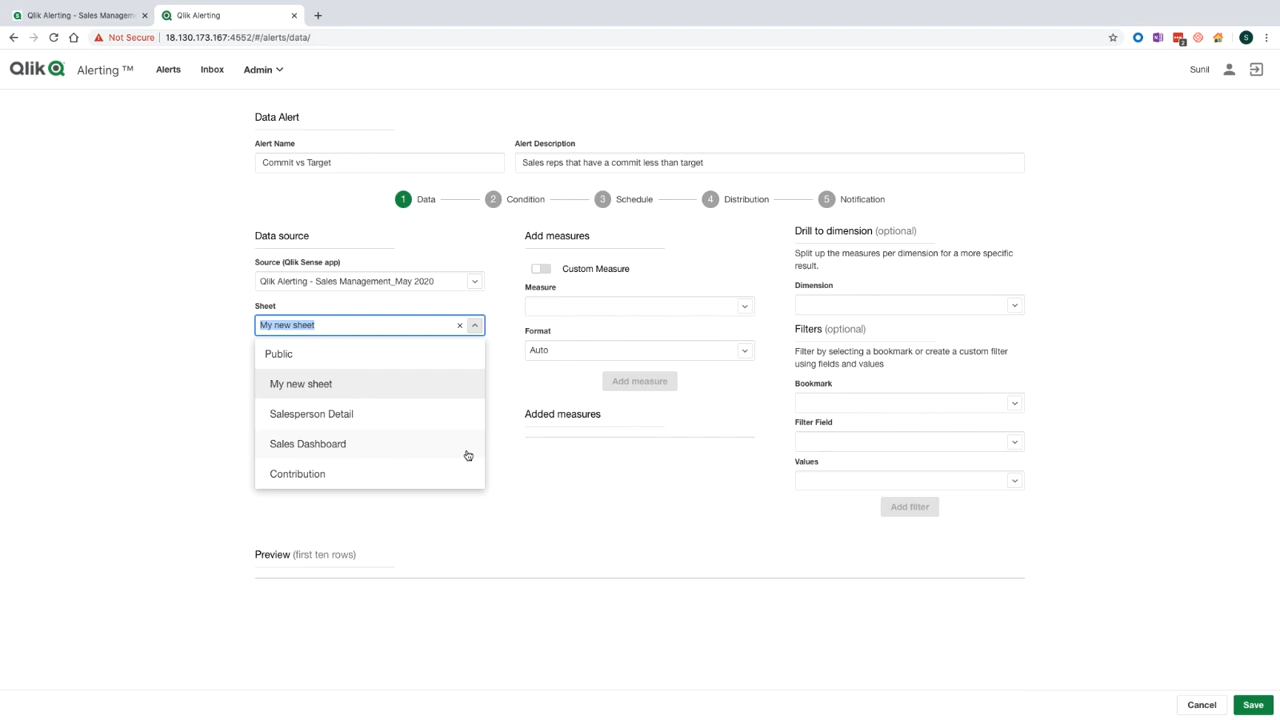 Qlik Alerting - Sales Managem
Qlik Alerting
Not Secure
18.130.173.167:4552/#/alerts/data/
Qlik
Alerting ™
Alerts
Inbox
Admin
Sunil
Data Alert
Alert Name
Alert Description
Commit vs Target
Sales reps that have a commit less than target
1 Data
2 Condition
3 Schedule
4 Distribution
5 Notification
Data source
Source (Qlik Sense app)
Qlik Alerting - Sales Management_May 2020
Sheet
My new sheet
Public
My new sheet
Salesperson Detail
Sales Dashboard
Contribution
Add measures
Custom Measure
Measure
Format
Auto
Add measure
Added measures
Drill to dimension (optional)
Split up the measures per dimension for a more specific
result.
Dimension
Filters (optional)
Filter by selecting a bookmark or create a custom filter
using fields and values
Bookmark
Filter Field
Values
Add filter
Preview (first ten rows)
Cancel
Save